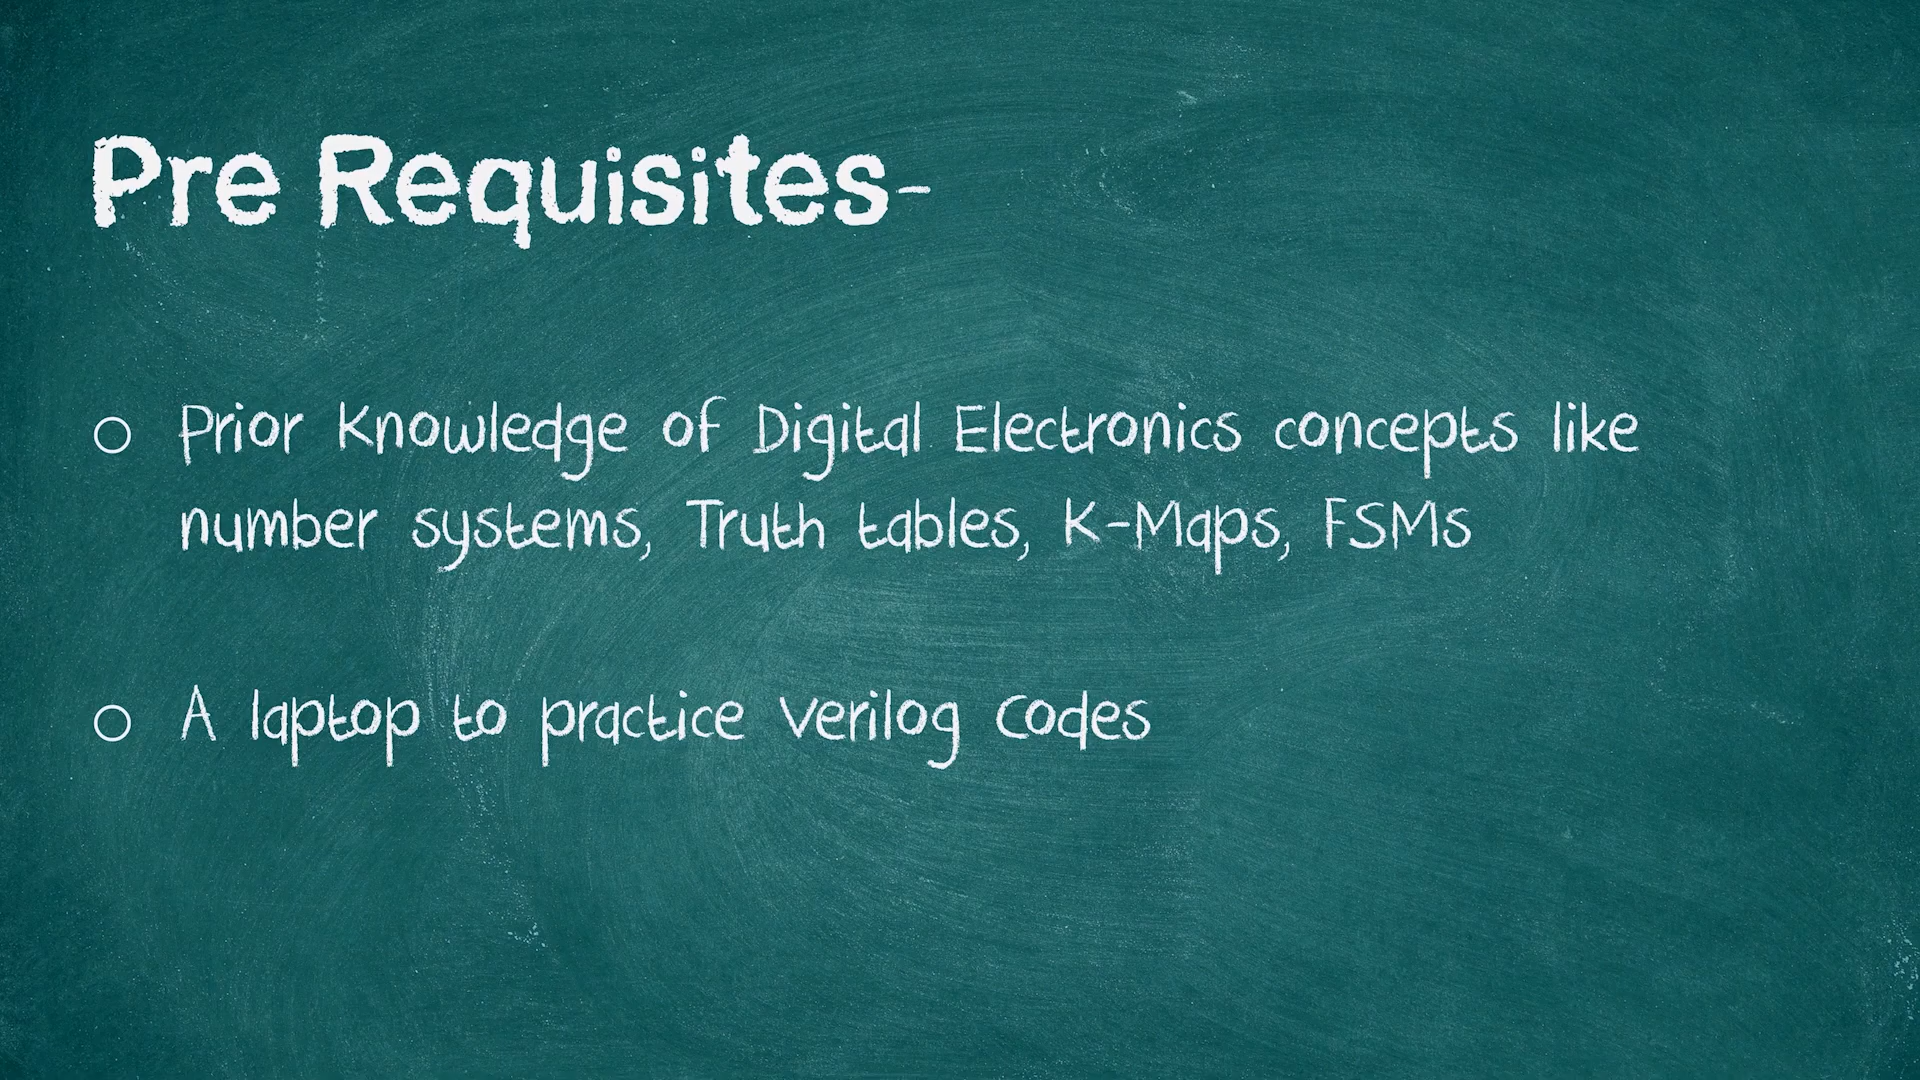 Pre Requisites-
○ Prior Knowledge of Digital Electronics concepts like
number systems, Truth tables, K-Maps, FSMs
○ A laptop to practice Verilog Codes